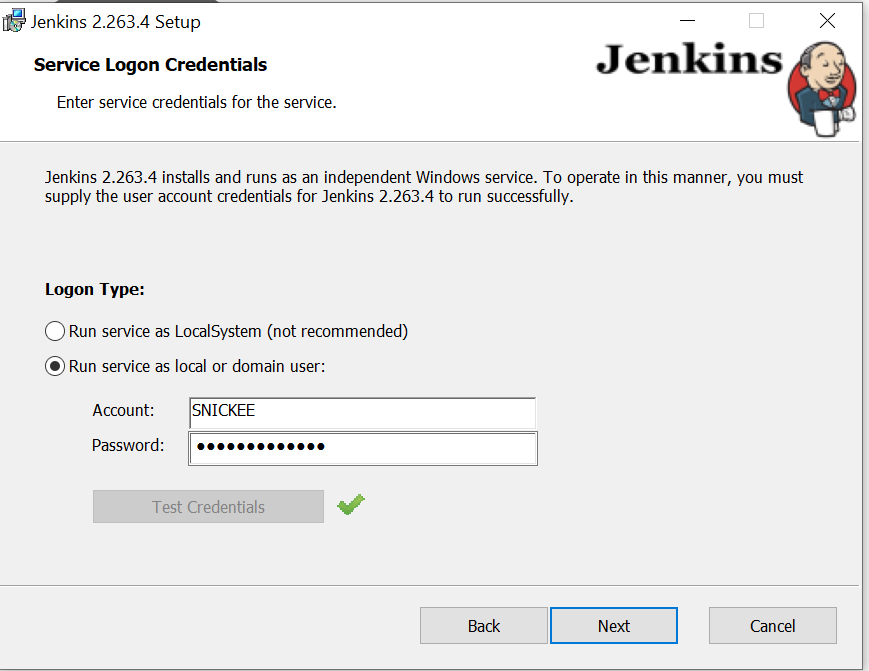 Jenkins 2.263.4 Setup
Service Logon Credentials
Jenkins
Enter service credentials for the service.
Jenkins 2.263.4 installs and runs as an independent Windows service. To operate in this manner, you must
supply the user account credentials for Jenkins 2.263.4 to run successfully.
Logon Type:
Run service as LocalSystem (not recommended)
Run service as local or domain user:
Account: SNICKEE
Password: •••••••••••••
Test Credentials
Back Next Cancel